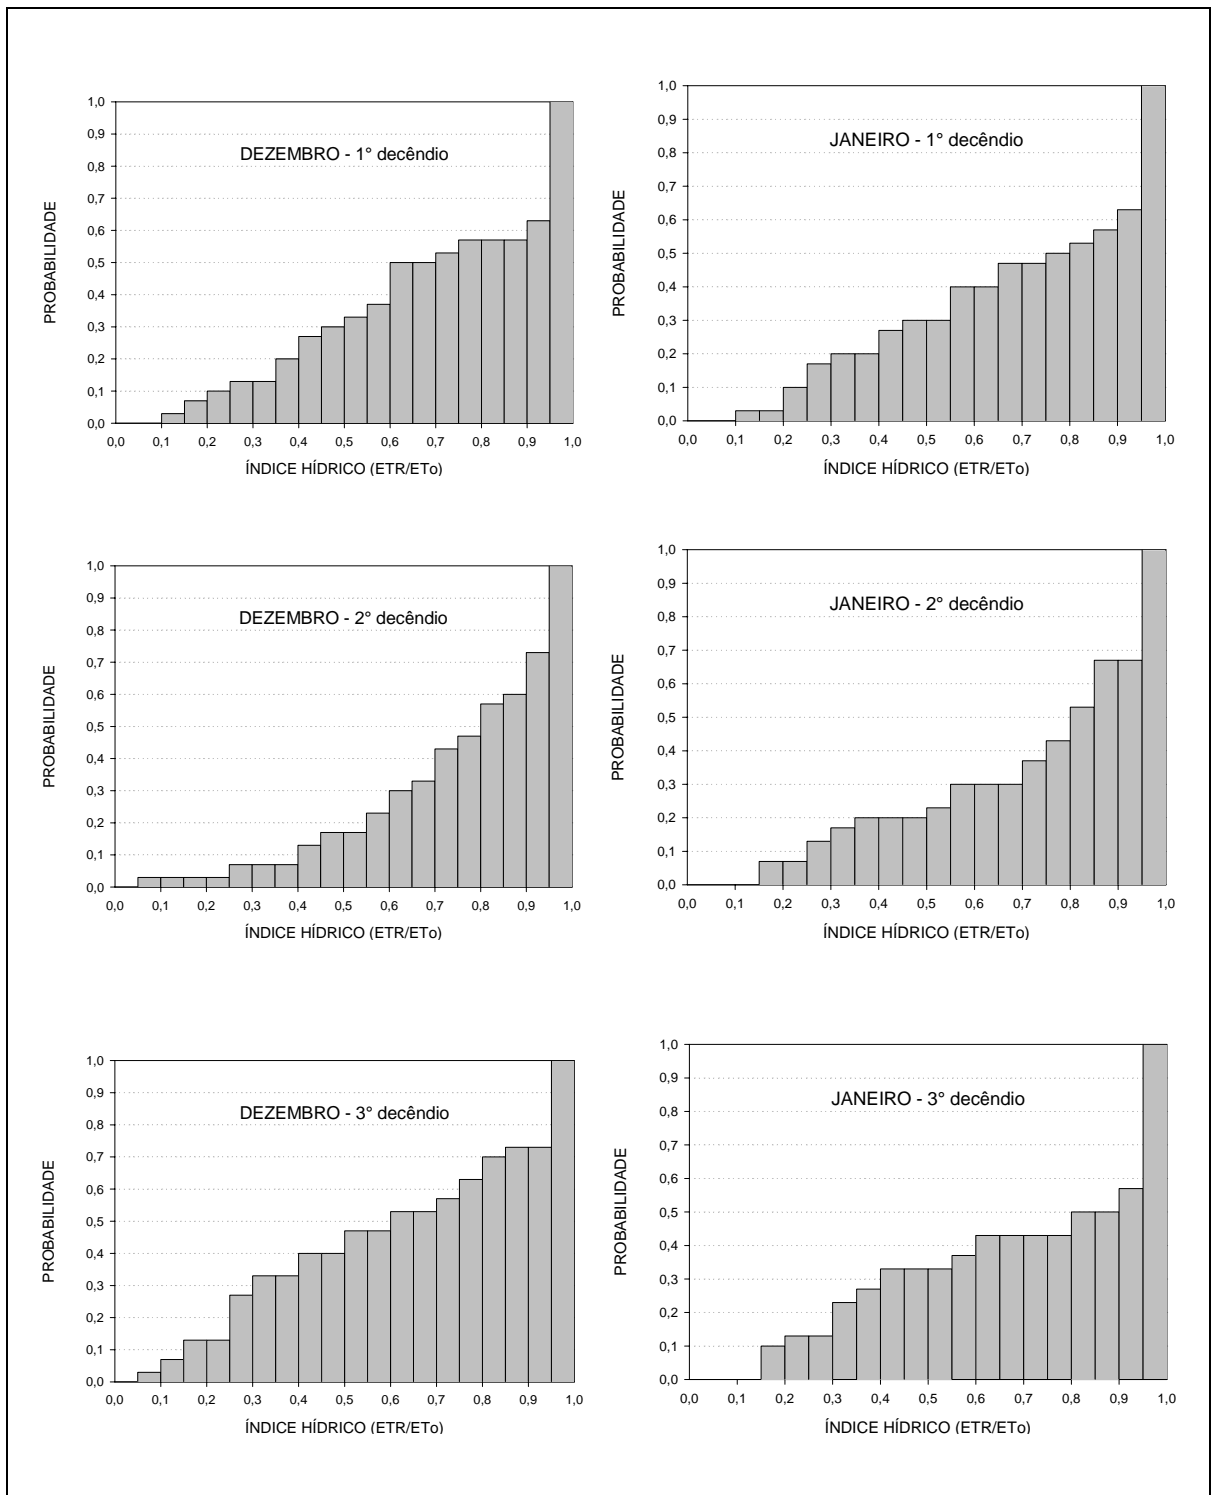 DEZEMBRO - 1° decêndio
PROBABILIDADE
1,0
0,9
0,8
0,7
0,6
0,5
0,4
0,3
0,2
0,1
0,0
0,0 0,1 0,2 0,3 0,4 0,5 0,6 0,7 0,8 0,9 1,0
ÍNDICE HÍDRICO (ETR/ETo)
JANEIRO - 1° decêndio
PROBABILIDADE
1,0
0,9
0,8
0,7
0,6
0,5
0,4
0,3
0,2
0,1
0,0
0,0 0,1 0,2 0,3 0,4 0,5 0,6 0,7 0,8 0,9 1,0
ÍNDICE HÍDRICO (ETR/ETo)
DEZEMBRO - 2° decêndio
PROBABILIDADE
1,0
0,9
0,8
0,7
0,6
0,5
0,4
0,3
0,2
0,1
0,0
0,0 0,1 0,2 0,3 0,4 0,5 0,6 0,7 0,8 0,9 1,0
ÍNDICE HÍDRICO (ETR/ETo)
JANEIRO - 2° decêndio
PROBABILIDADE
1,0
0,9
0,8
0,7
0,6
0,5
0,4
0,3
0,2
0,1
0,0
0,0 0,1 0,2 0,3 0,4 0,5 0,6 0,7 0,8 0,9 1,0
ÍNDICE HÍDRICO (ETR/ETo)
DEZEMBRO - 3° decêndio
PROBABILIDADE
1,0
0,9
0,8
0,7
0,6
0,5
0,4
0,3
0,2
0,1
0,0
0,0 0,1 0,2 0,3 0,4 0,5 0,6 0,7 0,8 0,9 1,0
ÍNDICE HÍDRICO (ETR/ETo)
JANEIRO - 3° decêndio
PROBABILIDADE
1,0
0,9
0,8
0,7
0,6
0,5
0,4
0,3
0,2
0,1
0,0
0,0 0,1 0,2 0,3 0,4 0,5 0,6 0,7 0,8 0,9 1,0
ÍNDICE HÍDRICO (ETR/ETo)